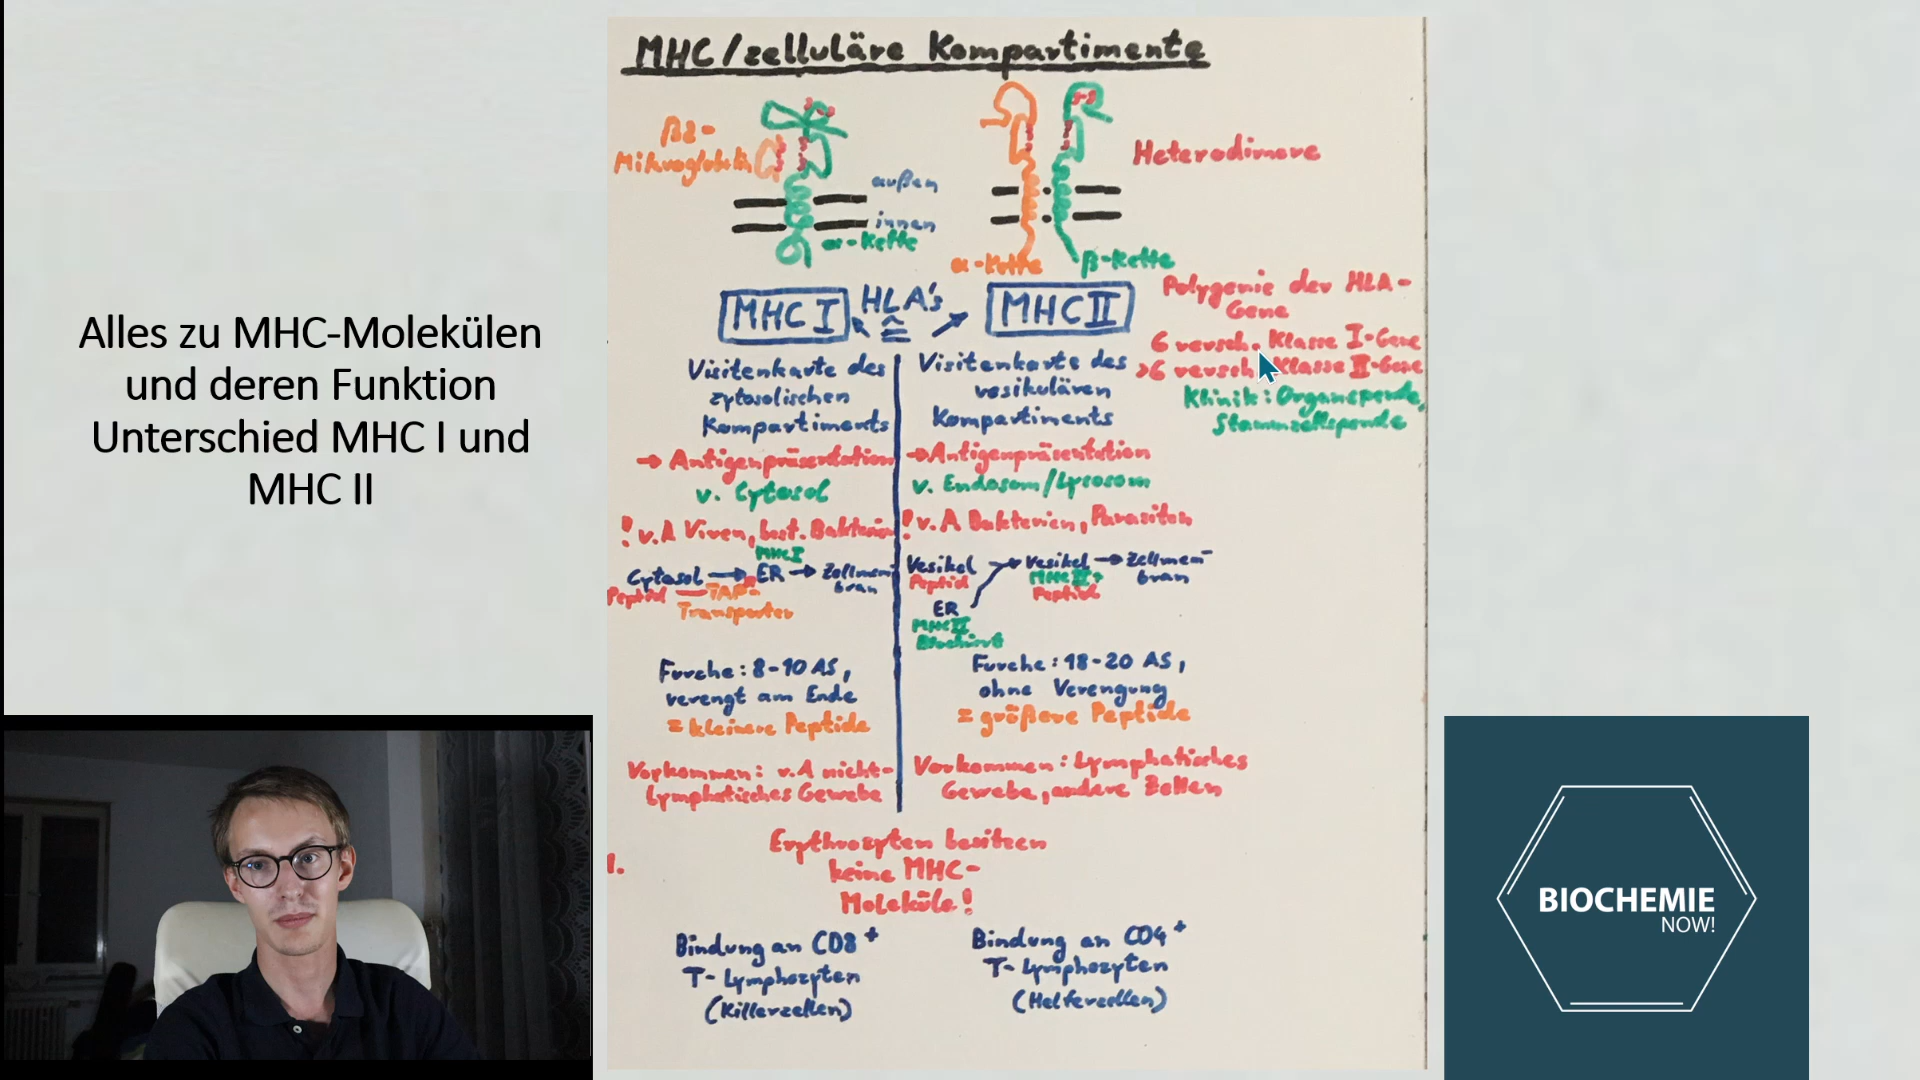 MHC/zelluläre Kompartimente
β2-
Mikroglobulin
außen
innen
α-Kette
Heterodimere
α-Kette
β-Kette
MHC I
HLA's
≙
MHC II
Polygenie der HLA-
Gene
6 versch. Klasse I-Gene
>6 versch. Klasse II-Gene
Klinik: Organspende,
Stammzellspende
Visitenkarte des
zytosolischen
Kompartiments
→ Antigenpräsentation
v. Cytosol
! v.A Viren, best. Bakterien
MHC I
Cytosol → ER → Zellmem-
bran
Peptid TAP-
Transporter
Furche: 8-10 AS,
verengt am Ende
= kleinere Peptide
Vorkommen: v.A nicht-
lymphatisches Gewebe
Visitenkarte des
vesikulären
Kompartiments
→ Antigenpräsentation
v. Endosom/Lysosom
! v.A Bakterien, Parasiten
Vesikel → Vesikel → Zellmem-
bran
Peptid
MHC II +
Peptid
ER
MHC II
Blockiert
Furche: 18-20 AS,
ohne Verengung
= größere Peptide
Vorkommen: Lymphatisches
Gewebe, andere Zellen
Erythrozyten besitzen
keine MHC-
Moleküle!
1.
Bindung an CD8+
T-Lymphozyten
(Killerzellen)
Bindung an CD4+
T-Lymphozyten
(Helferzellen)
Alles zu MHC-Molekülen
und deren Funktion
Unterschied MHC I und
MHC II
BIOCHEMIE
NOW!